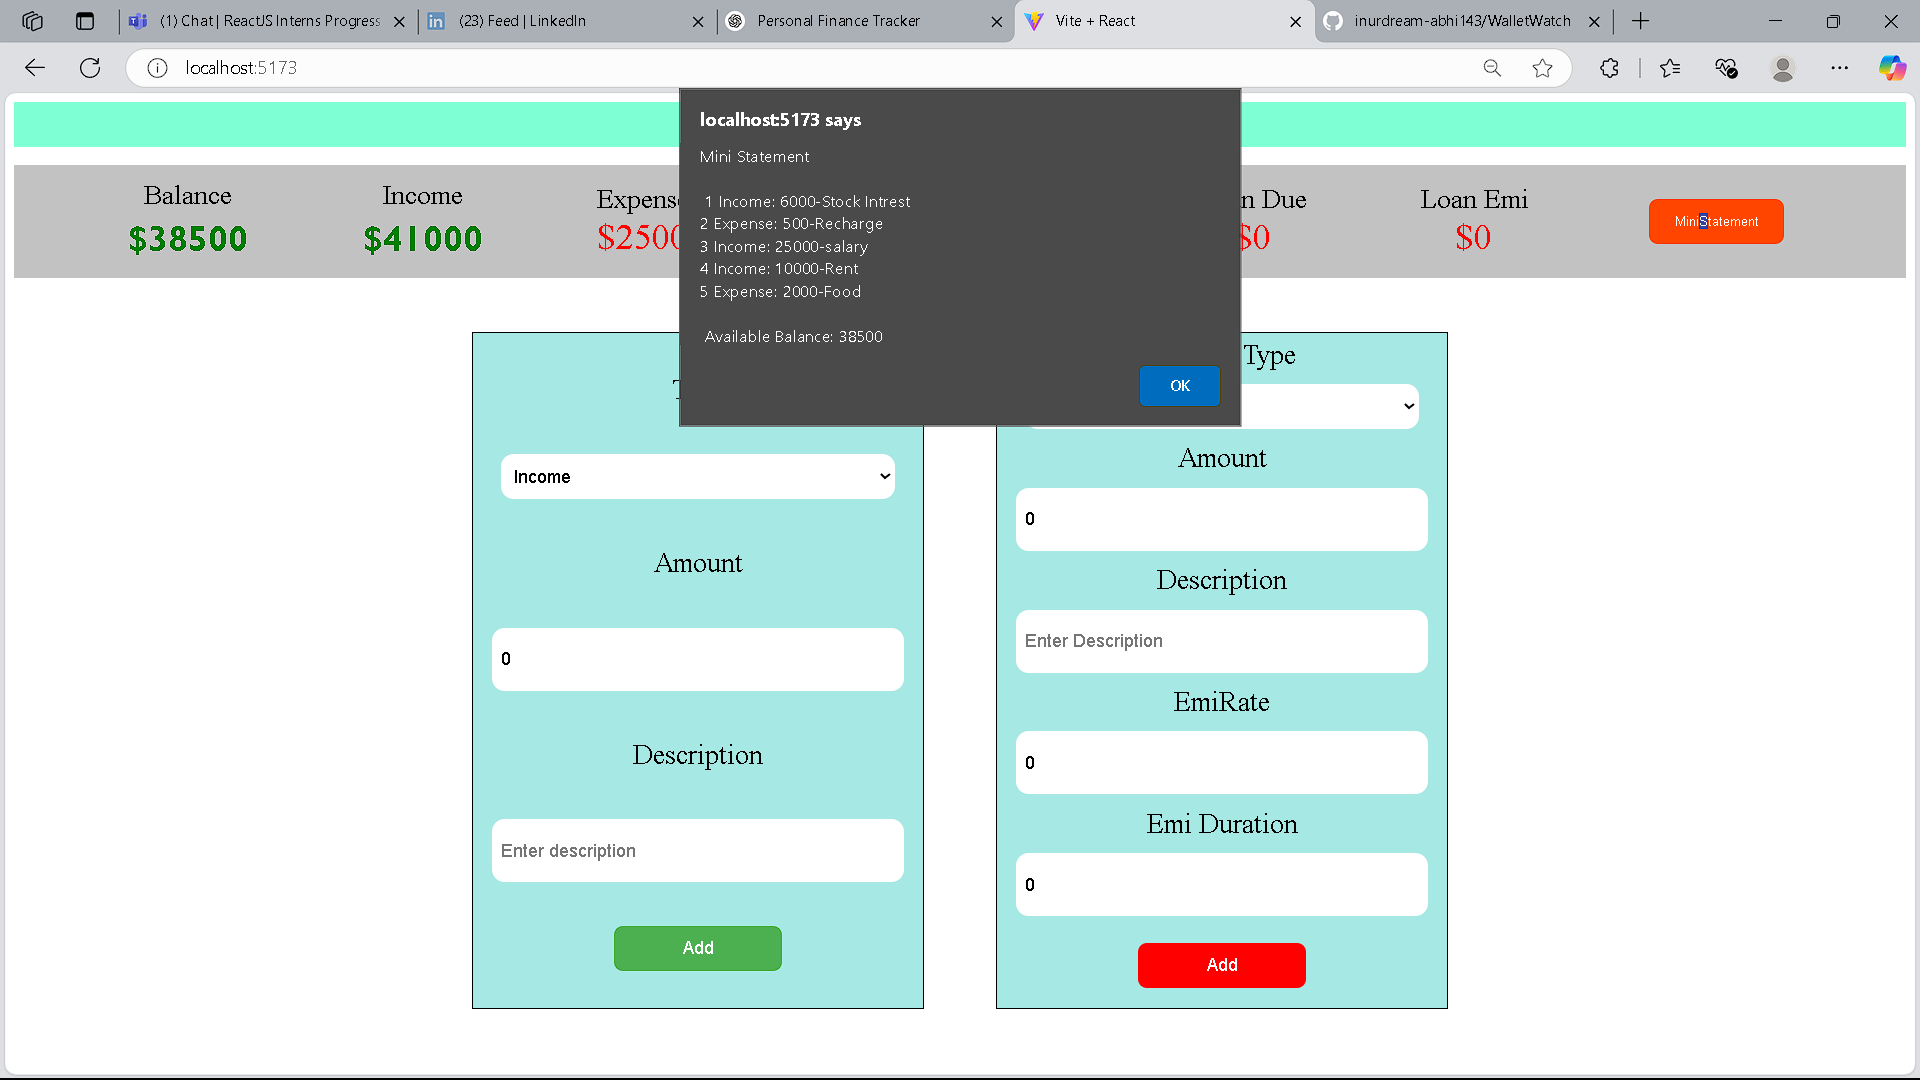 (1) Chat | ReactJS Interns Progress
(23) Feed | LinkedIn
Personal Finance Tracker
Vite + React
inurdream-abhi143/WalletWatch
localhost:5173
localhost:5173 says
Mini Statement
1 Income: 6000-Stock Intrest
2 Expense: 500-Recharge
3 Income: 25000-salary
4 Income: 10000-Rent
5 Expense: 2000-Food
Available Balance: 38500
OK
Balance
$38500
Income
$41000
Expens
$2500
n Due
$0
Loan Emi
$0
MiniStatement
Income
Amount
0
Description
Enter description
Add
Type
Amount
0
Description
Enter Description
EmiRate
0
Emi Duration
0
Add